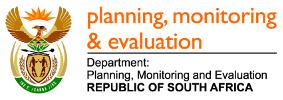 planning, monitoring
& evaluation
Department:
Planning, Monitoring and Evaluation
REPUBLIC OF SOUTH AFRICA